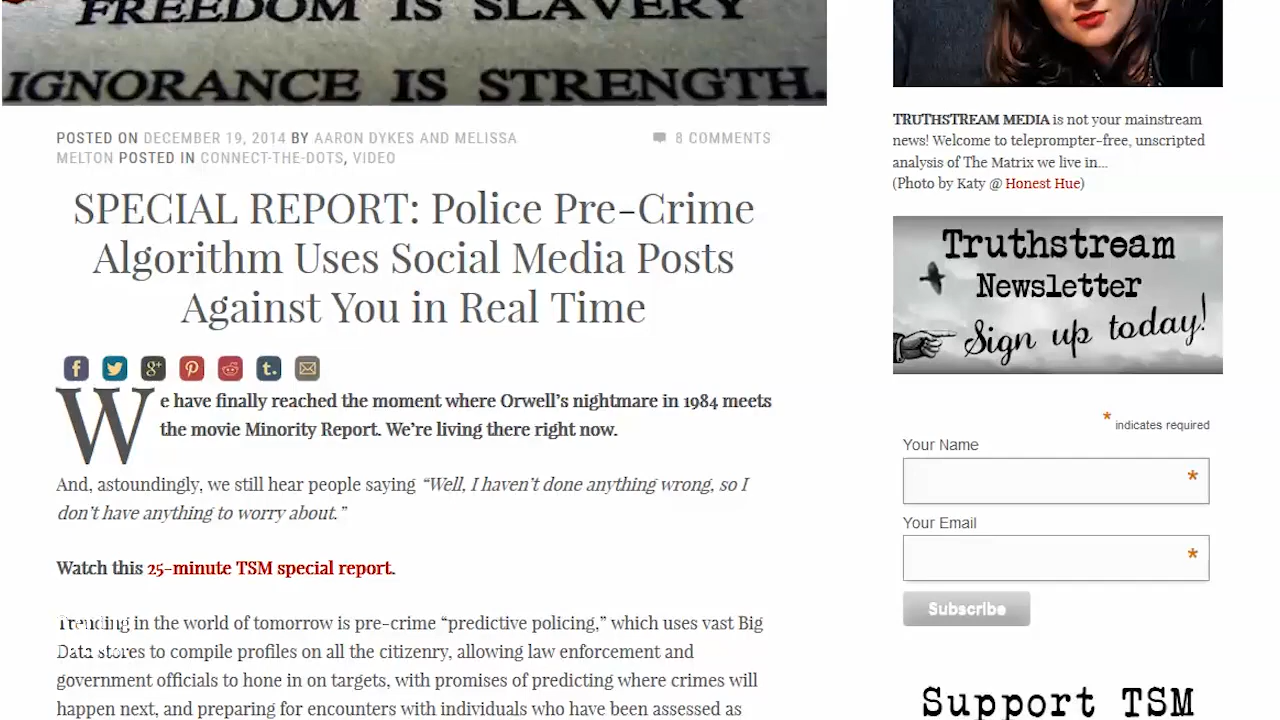 FREEDOM IS SLAVERY
IGNORANCE IS STRENGTH.
POSTED ON DECEMBER 19, 2014 BY AARON DYKES AND MELISSA
MELTON POSTED IN CONNECT-THE-DOTS, VIDEO
8 COMMENTS
SPECIAL REPORT: Police Pre-Crime
Algorithm Uses Social Media Posts
Against You in Real Time
We have finally reached the moment where Orwell's nightmare in 1984 meets
the movie Minority Report. We're living there right now.
And, astoundingly, we still hear people saying “Well, I haven't done anything wrong, so I
don't have anything to worry about.”
Watch this 25-minute TSM special report.
Trending in the world of tomorrow is pre-crime “predictive policing,” which uses vast Big
Data stores to compile profiles on all the citizenry, allowing law enforcement and
government officials to hone in on targets, with promises of predicting where crimes will
happen next, and preparing for encounters with individuals who have been assessed as
TRUTHSTREAM MEDIA is not your mainstream
news! Welcome to teleprompter-free, unscripted
analysis of The Matrix we live in...
(Photo by Katy @ Honest Hue)
Truthstream
Newsletter
Sign up today!
* indicates required
Your Name
*
Your Email
*
Subscribe
Support TSM